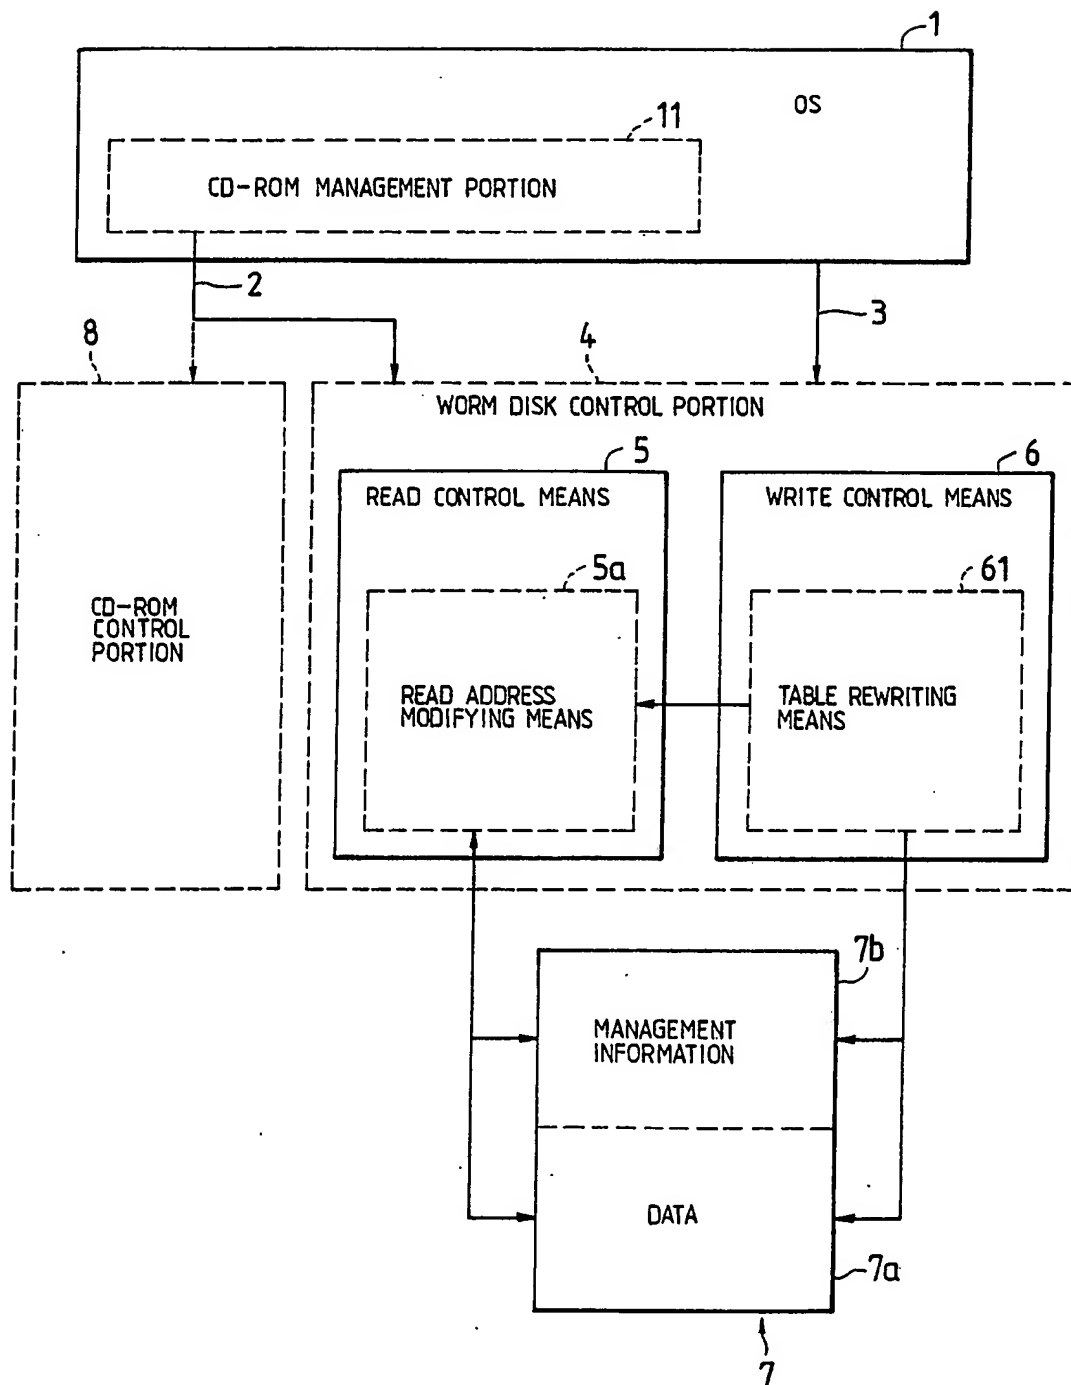 1
OS
11
CD-ROM MANAGEMENT PORTION
2
3
8
4
WORM DISK CONTROL PORTION
5
6
READ CONTROL MEANS
WRITE CONTROL MEANS
5a
61
CD-ROM
CONTROL
PORTION
READ ADDRESS
MODIFYING MEANS
TABLE REWRITING
MEANS
7b
MANAGEMENT
INFORMATION
DATA
7a
7